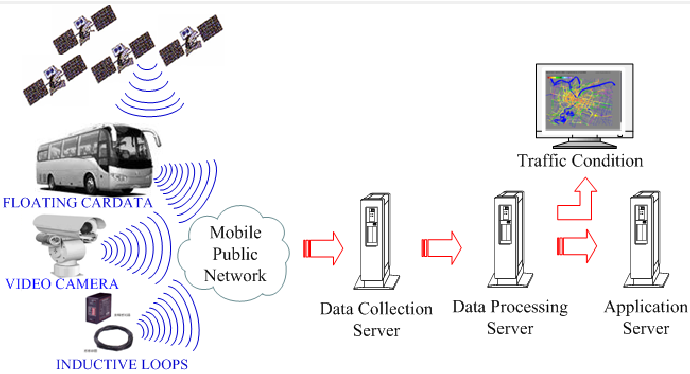 Traffic Condition
FLOATING CARDATA
Mobile
Public
Network
VIDEO CAMERA
INDUCTIVE LOOPS
Data Collection
Server
Data Processing
Server
Application
Server